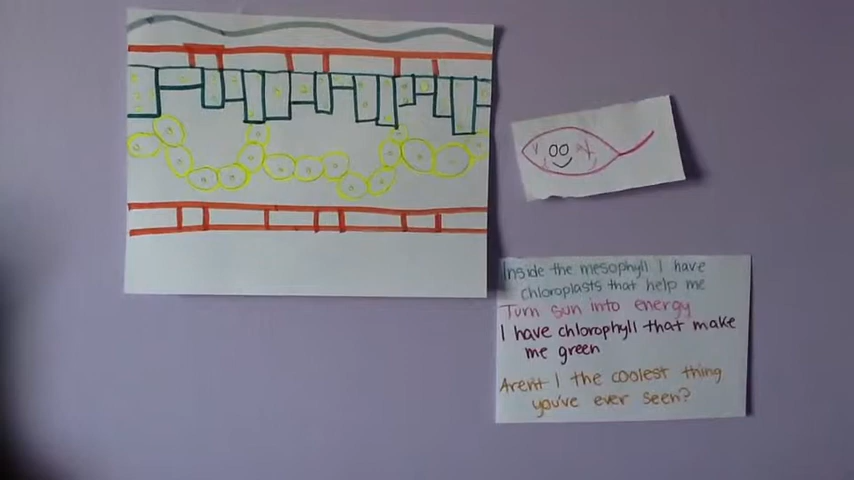 Inside the mesophyll I have
chloroplasts that help me
Turn sun into energy
I have chlorophyll that make
me green
Aren't I the coolest thing
you've ever seen?